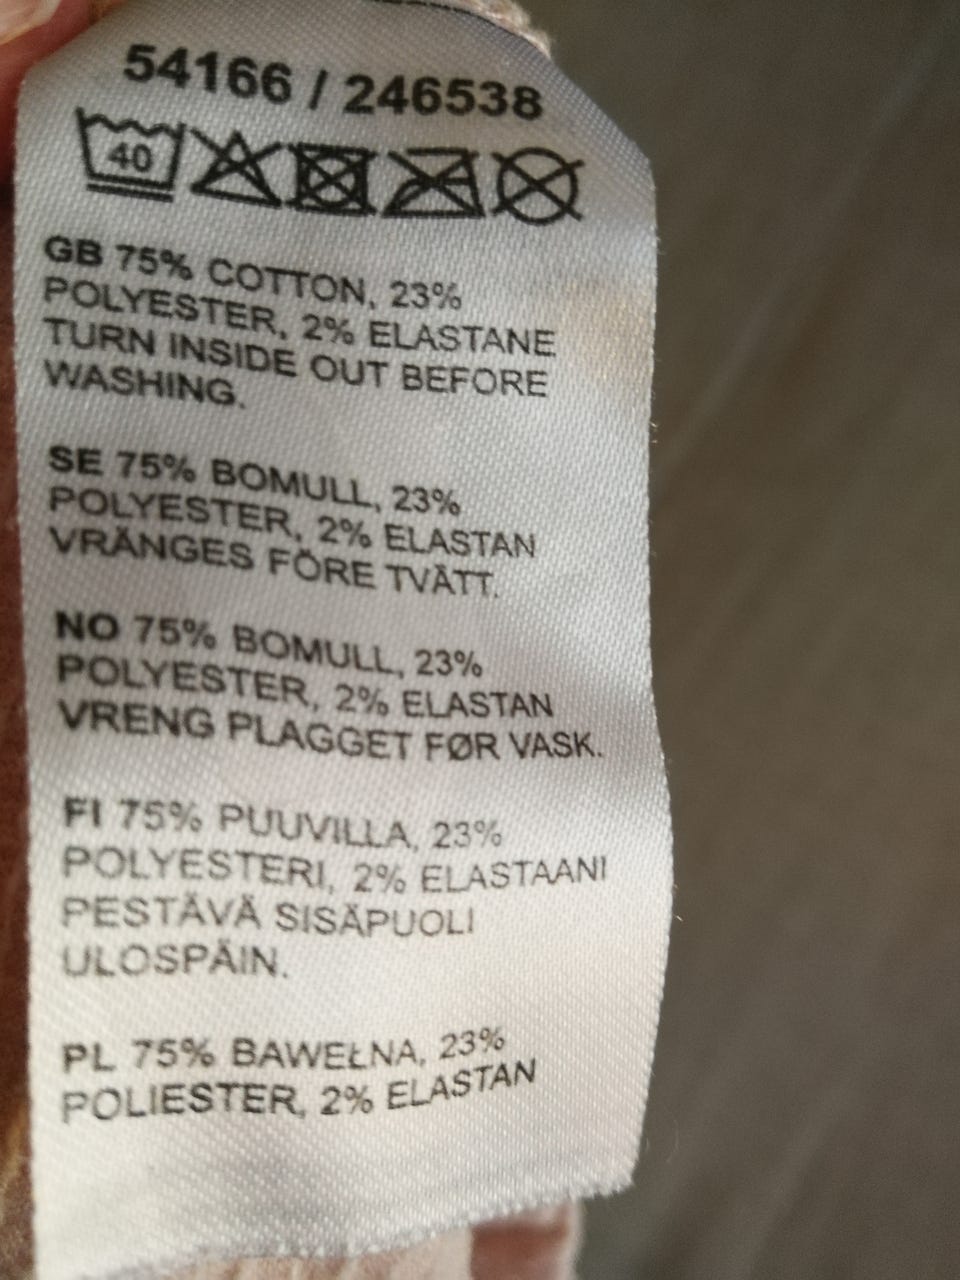 54166 / 246538
40
GB 75% COTTON, 23%
POLYESTER, 2% ELASTANE
TURN INSIDE OUT BEFORE
WASHING.
SE 75% BOMULL, 23%
POLYESTER, 2% ELASTAN
VRÄNGES FÖRE TVÄTT.
NO 75% BOMULL, 23%
POLYESTER, 2% ELASTAN
VRENG PLAGGET FØR VASK.
FI 75% PUUVILLA, 23%
POLYESTERI, 2% ELASTAANI
PESTÄVÄ SISÄPUOLI
ULOSPÄIN.
PL 75% BAWEŁNA, 23%
POLIESTER, 2% ELASTAN